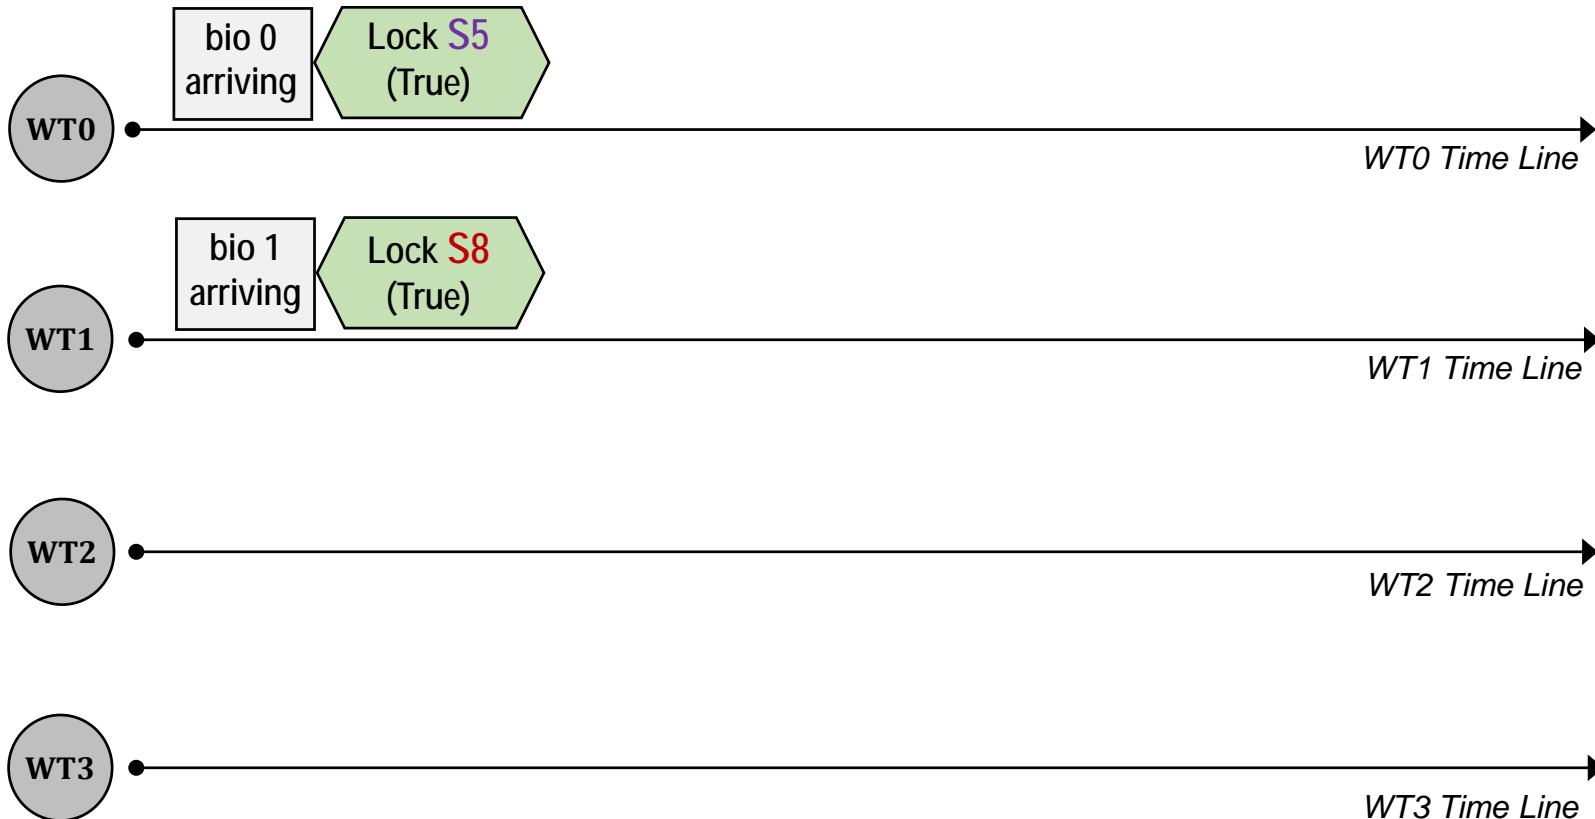 bio 0
arriving
Lock S5
(True)
WT0
WT0 Time Line
bio 1
arriving
Lock S8
(True)
WT1
WT1 Time Line
WT2
WT2 Time Line
WT3
WT3 Time Line